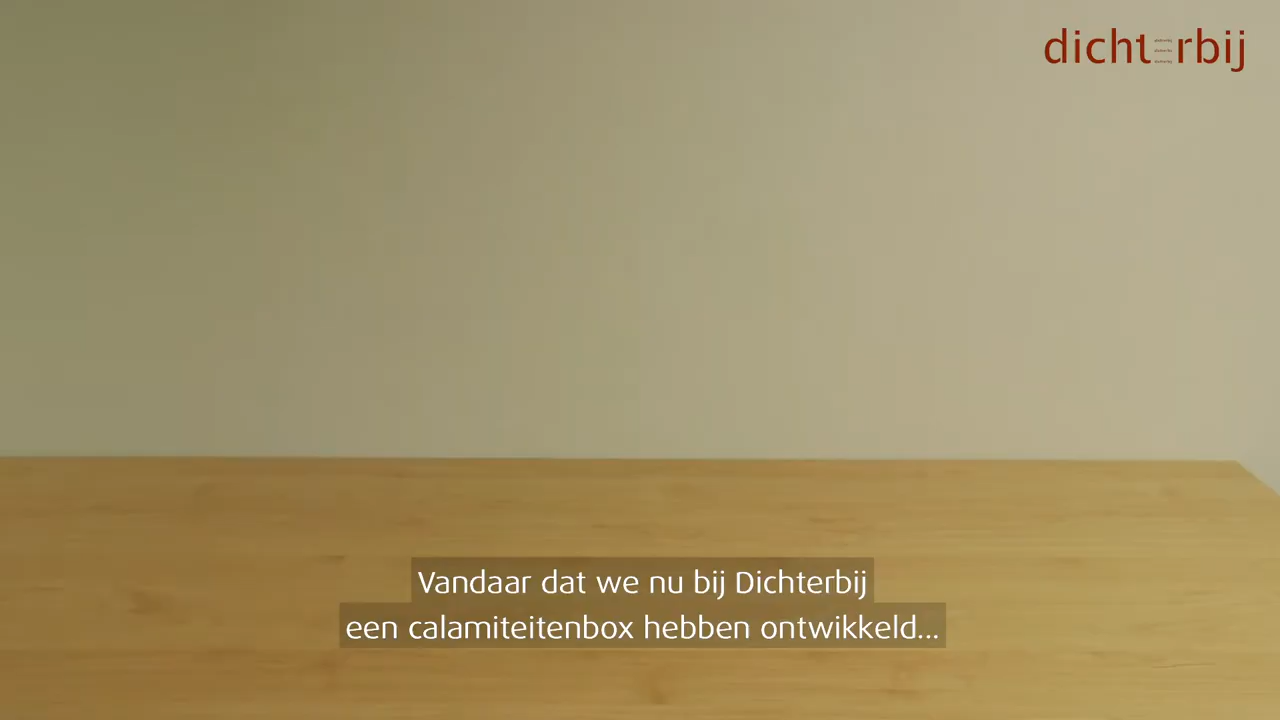 dichterbij
Vandaar dat we nu bij Dichterbij
een calamiteitenbox hebben ontwikkeld...